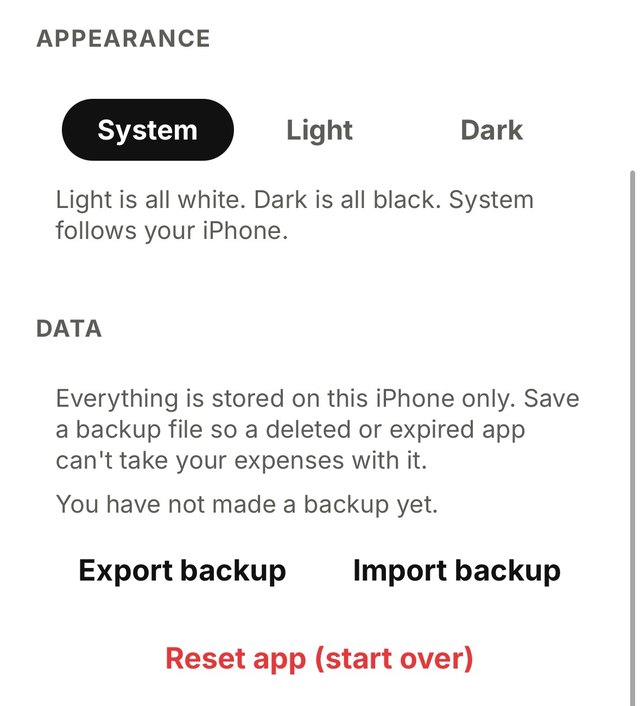 APPEARANCE
System Light Dark
Light is all white. Dark is all black. System
follows your iPhone.
DATA
Everything is stored on this iPhone only. Save
a backup file so a deleted or expired app
can't take your expenses with it.
You have not made a backup yet.
Export backup Import backup
Reset app (start over)